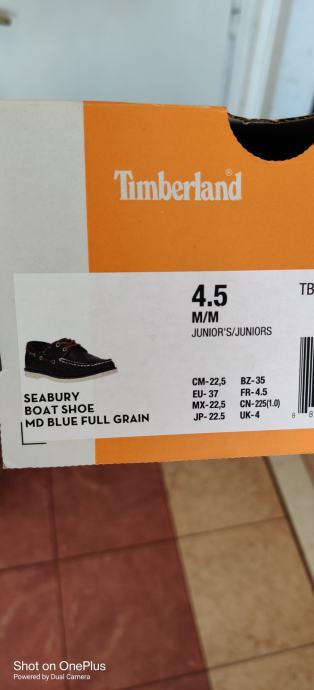 Timberland®
4.5
M/M
JUNIOR'S/JUNIORS
TB
CM-22,5 BZ-35
EU- 37 FR-4.5
MX-22,5 CN-225(1.0)
JP- 22.5 UK-4
SEABURY
BOAT SHOE
MD BLUE FULL GRAIN
8
Shot on OnePlus
Powered by Dual Camera